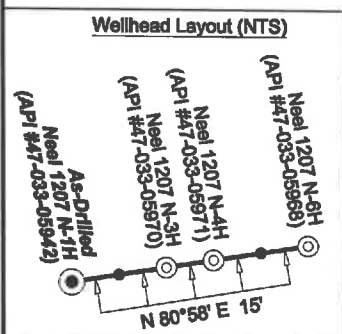 Wellhead Layout (NTS)
As-Drilled
Neel 1207 N-1H
(API #47-033-05942)
Neel 1207 N-3H
(API #47-033-05970)
Neel 1207 N-4H
(API #47-033-05971)
Neel 1207 N-6H
(API #47-033-05968)
N 80°58' E 15'